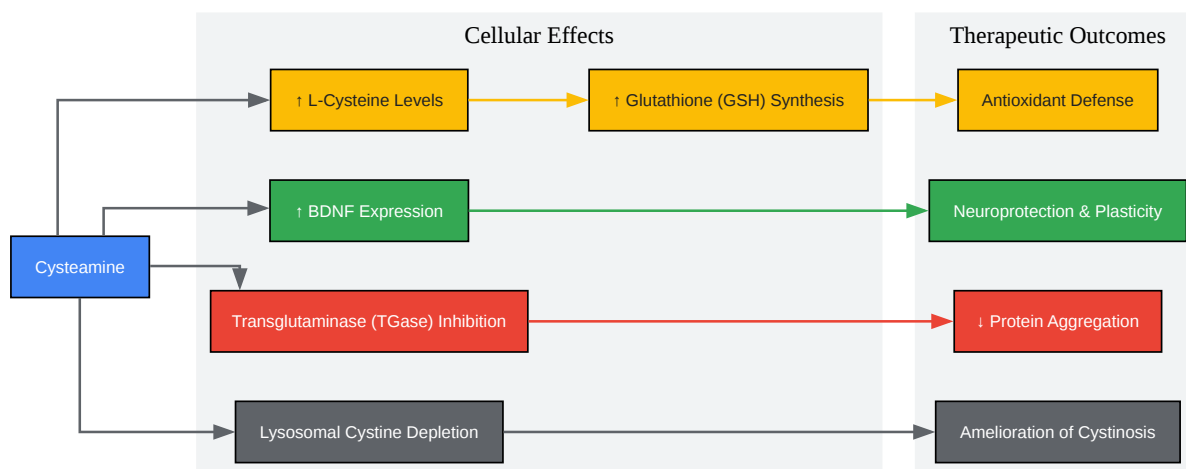 Cellular Effects
Therapeutic Outcomes
↑ L-Cysteine Levels
↑ Glutathione (GSH) Synthesis
Antioxidant Defense
↑ BDNF Expression
Neuroprotection & Plasticity
Cysteamine
Transglutaminase (TGase) Inhibition
↓ Protein Aggregation
Lysosomal Cystine Depletion
Amelioration of Cystinosis